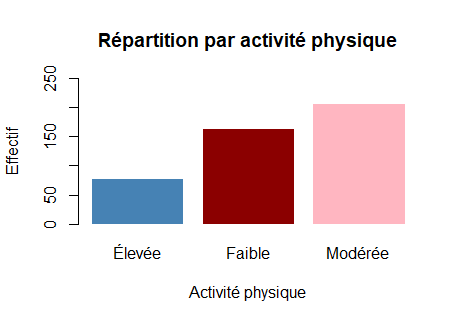 Répartition par activité physique
Effectif
250
150
50
0
Élevée Faible Modérée
Activité physique